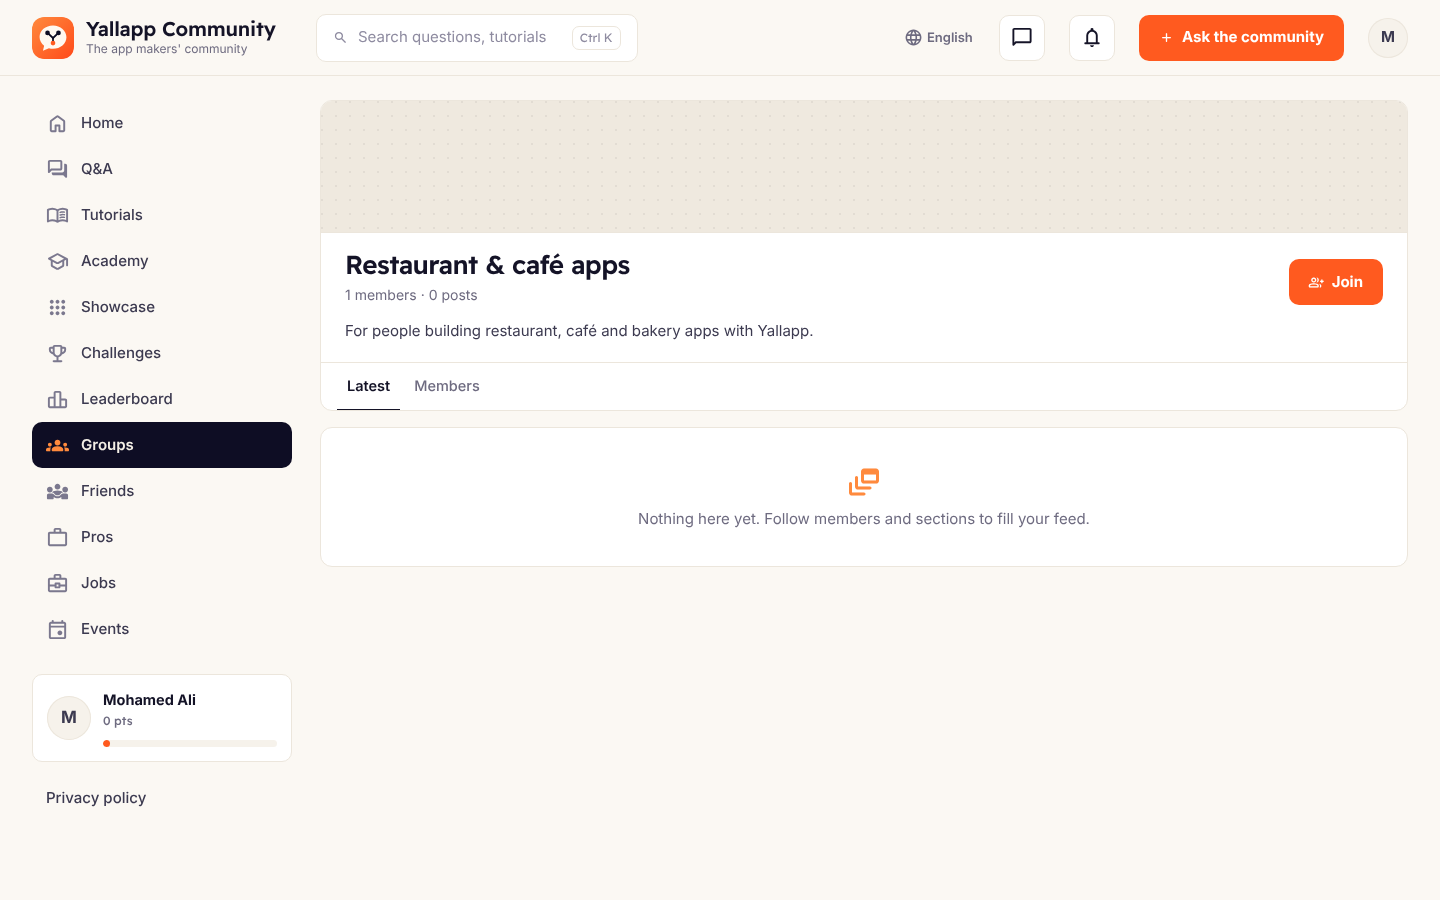 Yallapp Community
The app makers' community
Search questions, tutorials
Ctrl K
English
+ Ask the community
M
Home
Q&A
Tutorials
Academy
Showcase
Challenges
Leaderboard
Groups
Friends
Pros
Jobs
Events
M
Mohamed Ali
0 pts
Privacy policy
Restaurant & café apps
1 members · 0 posts
Join
For people building restaurant, café and bakery apps with Yallapp.
Latest
Members
Nothing here yet. Follow members and sections to fill your feed.